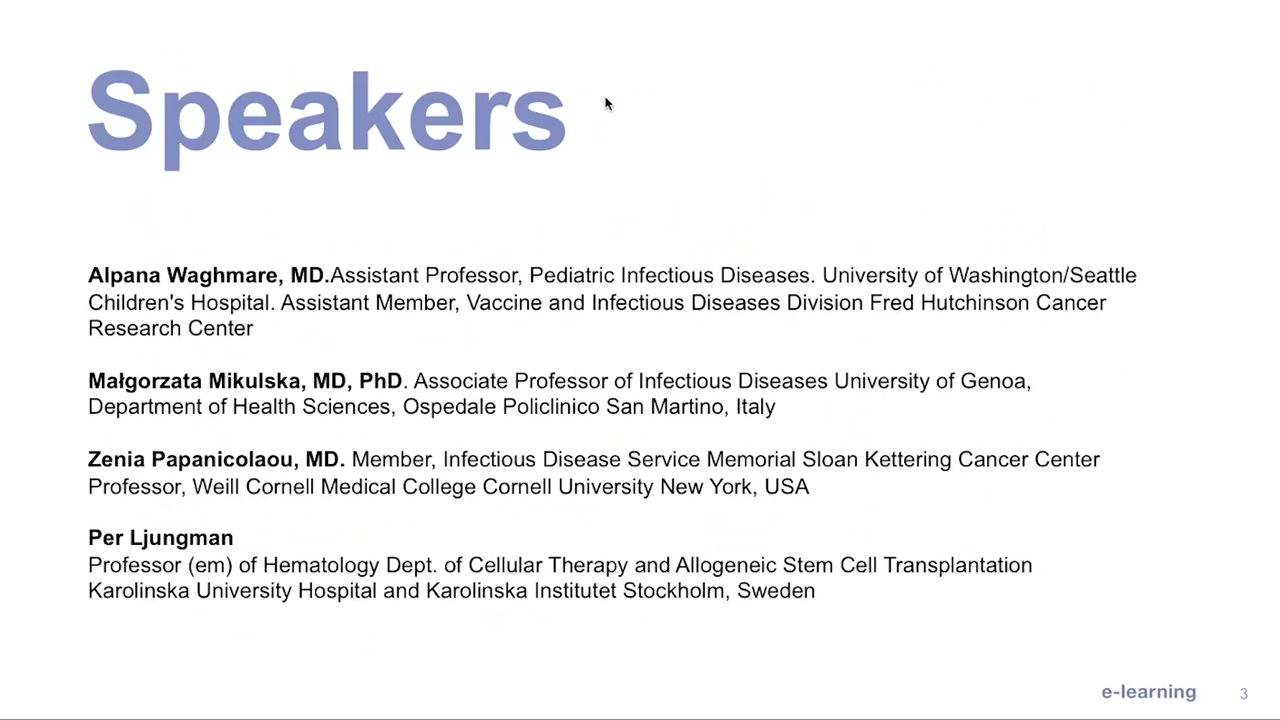 Speakers
Alpana Waghmare, MD.Assistant Professor, Pediatric Infectious Diseases. University of Washington/Seattle
Children's Hospital. Assistant Member, Vaccine and Infectious Diseases Division Fred Hutchinson Cancer
Research Center
Małgorzata Mikulska, MD, PhD. Associate Professor of Infectious Diseases University of Genoa,
Department of Health Sciences, Ospedale Policlinico San Martino, Italy
Zenia Papanicolaou, MD. Member, Infectious Disease Service Memorial Sloan Kettering Cancer Center
Professor, Weill Cornell Medical College Cornell University New York, USA
Per Ljungman
Professor (em) of Hematology Dept. of Cellular Therapy and Allogeneic Stem Cell Transplantation
Karolinska University Hospital and Karolinska Institutet Stockholm, Sweden
e-learning 3